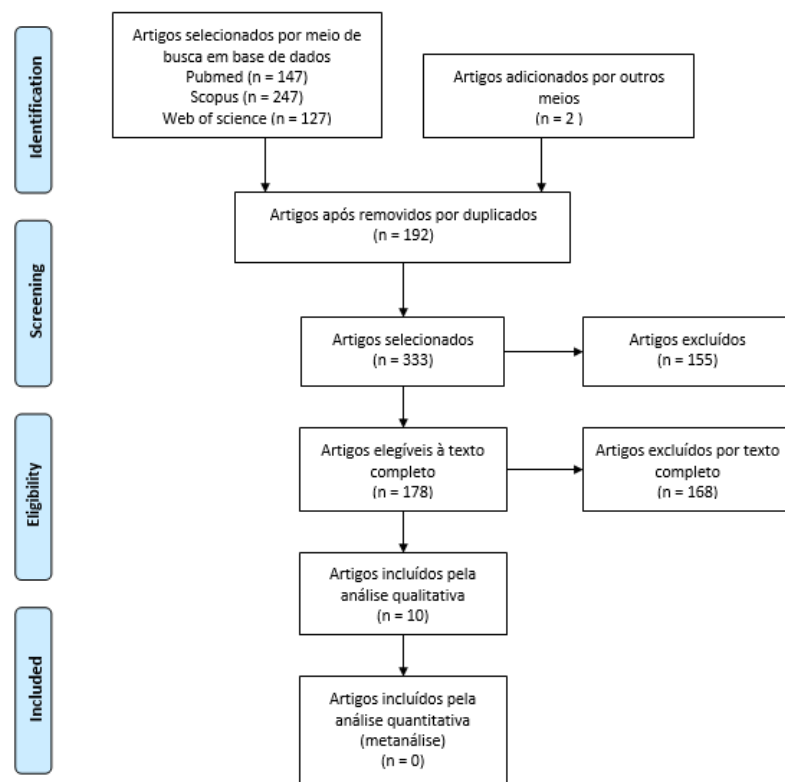 Identification
Artigos selecionados por meio de
busca em base de dados
Pubmed (n = 147)
Scopus (n = 247)
Web of science (n = 127)
Artigos adicionados por outros
meios
(n = 2 )
Artigos após removidos por duplicados
(n = 192)
Screening
Artigos selecionados
(n = 333)
Artigos excluídos
(n = 155)
Eligibility
Artigos elegíveis à texto
completo
(n = 178)
Artigos excluídos por texto
completo
(n = 168)
Artigos incluídos pela
análise qualitativa
(n = 10)
Included
Artigos incluídos pela
análise quantitativa
(metanálise)
(n = 0)